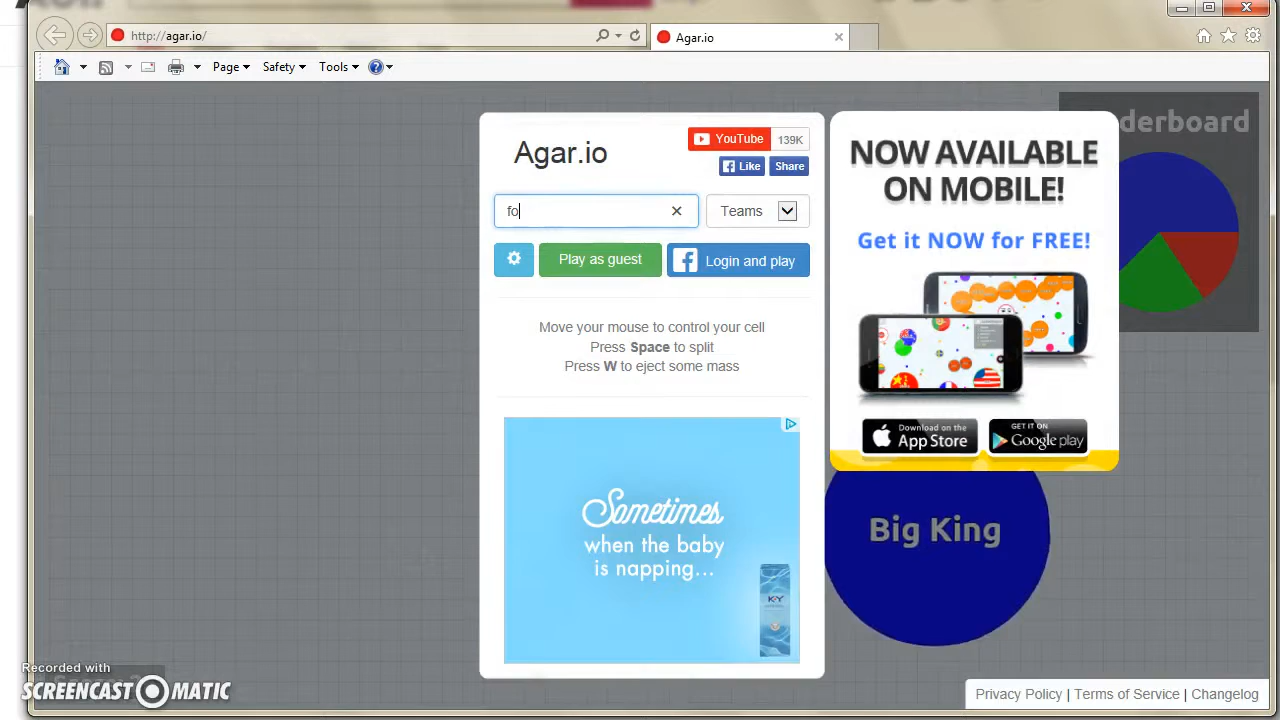 http://agar.io/
Agar.io
Page
Safety
Tools
Agar.io
YouTube 139K
Like Share
fo
Teams
Play as guest
Login and play
Move your mouse to control your cell
Press Space to split
Press W to eject some mass
Sometimes
when the baby
is napping...
K-Y
NOW AVAILABLE
ON MOBILE!
Get it NOW for FREE!
Download on the
App Store
GET IT ON
Google play
derboard
Big King
Recorded with
SCREENCAST MATIC
Privacy Policy | Terms of Service | Changelog